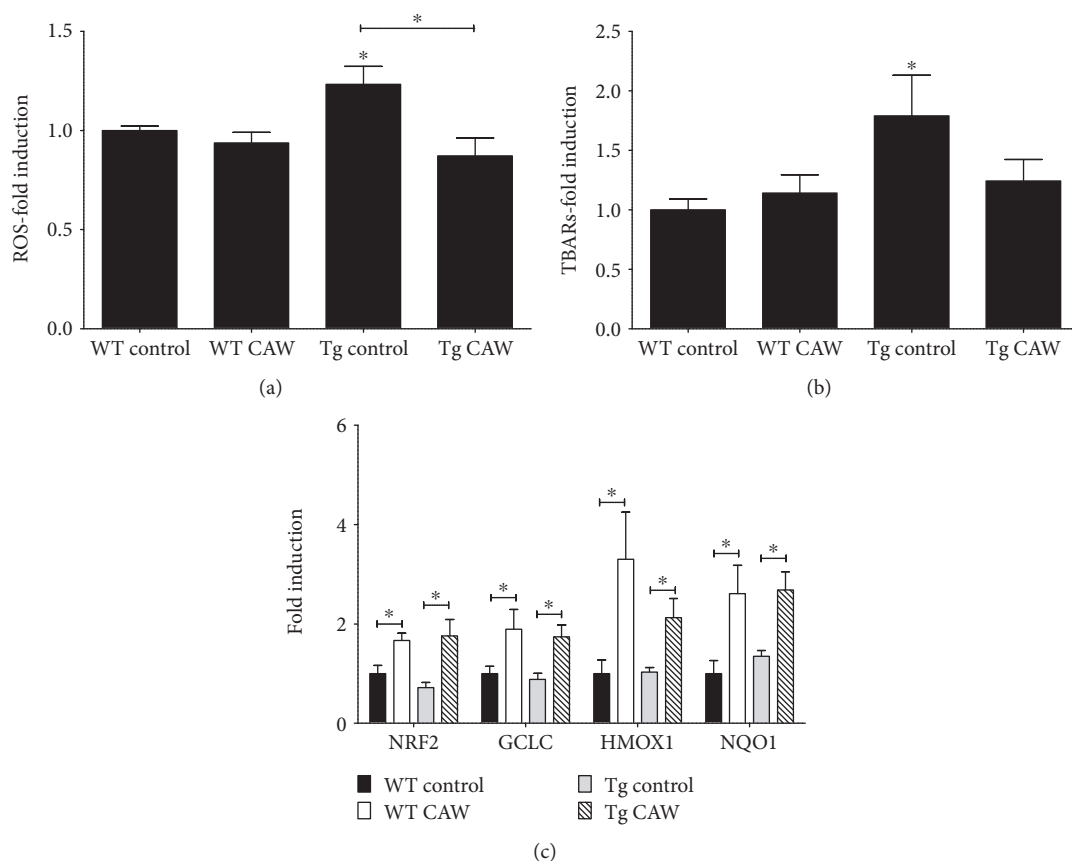 ROS-fold induction
1.5
1.0
0.5
0.0
*
*
WT control WT CAW Tg control Tg CAW
(a)
TBARs-fold induction
2.5
2.0
1.5
1.0
0.5
0.0
*
WT control WT CAW Tg control Tg CAW
(b)
Fold induction
6
4
2
0
* * * * * * * *
NRF2 GCLC HMOX1 NQO1
WT control Tg control
WT CAW Tg CAW
(c)